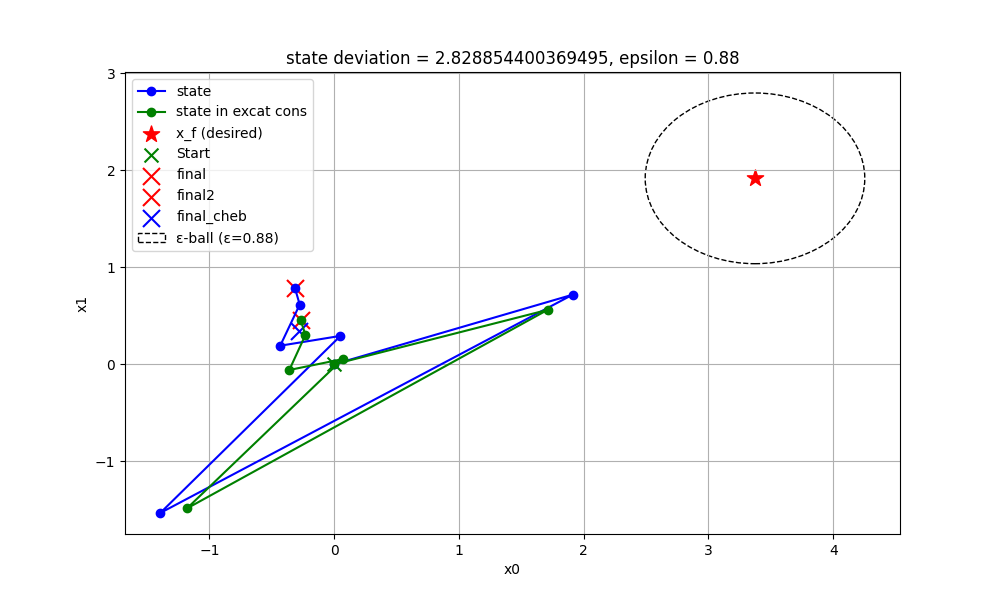 state deviation = 2.828854400369495, epsilon = 0.88
state
state in excat cons
x_f (desired)
Start
final
final2
final_cheb
ε-ball (ε=0.88)
3
2
1
0
−1
x1
−1
0
1
2
3
4
x0